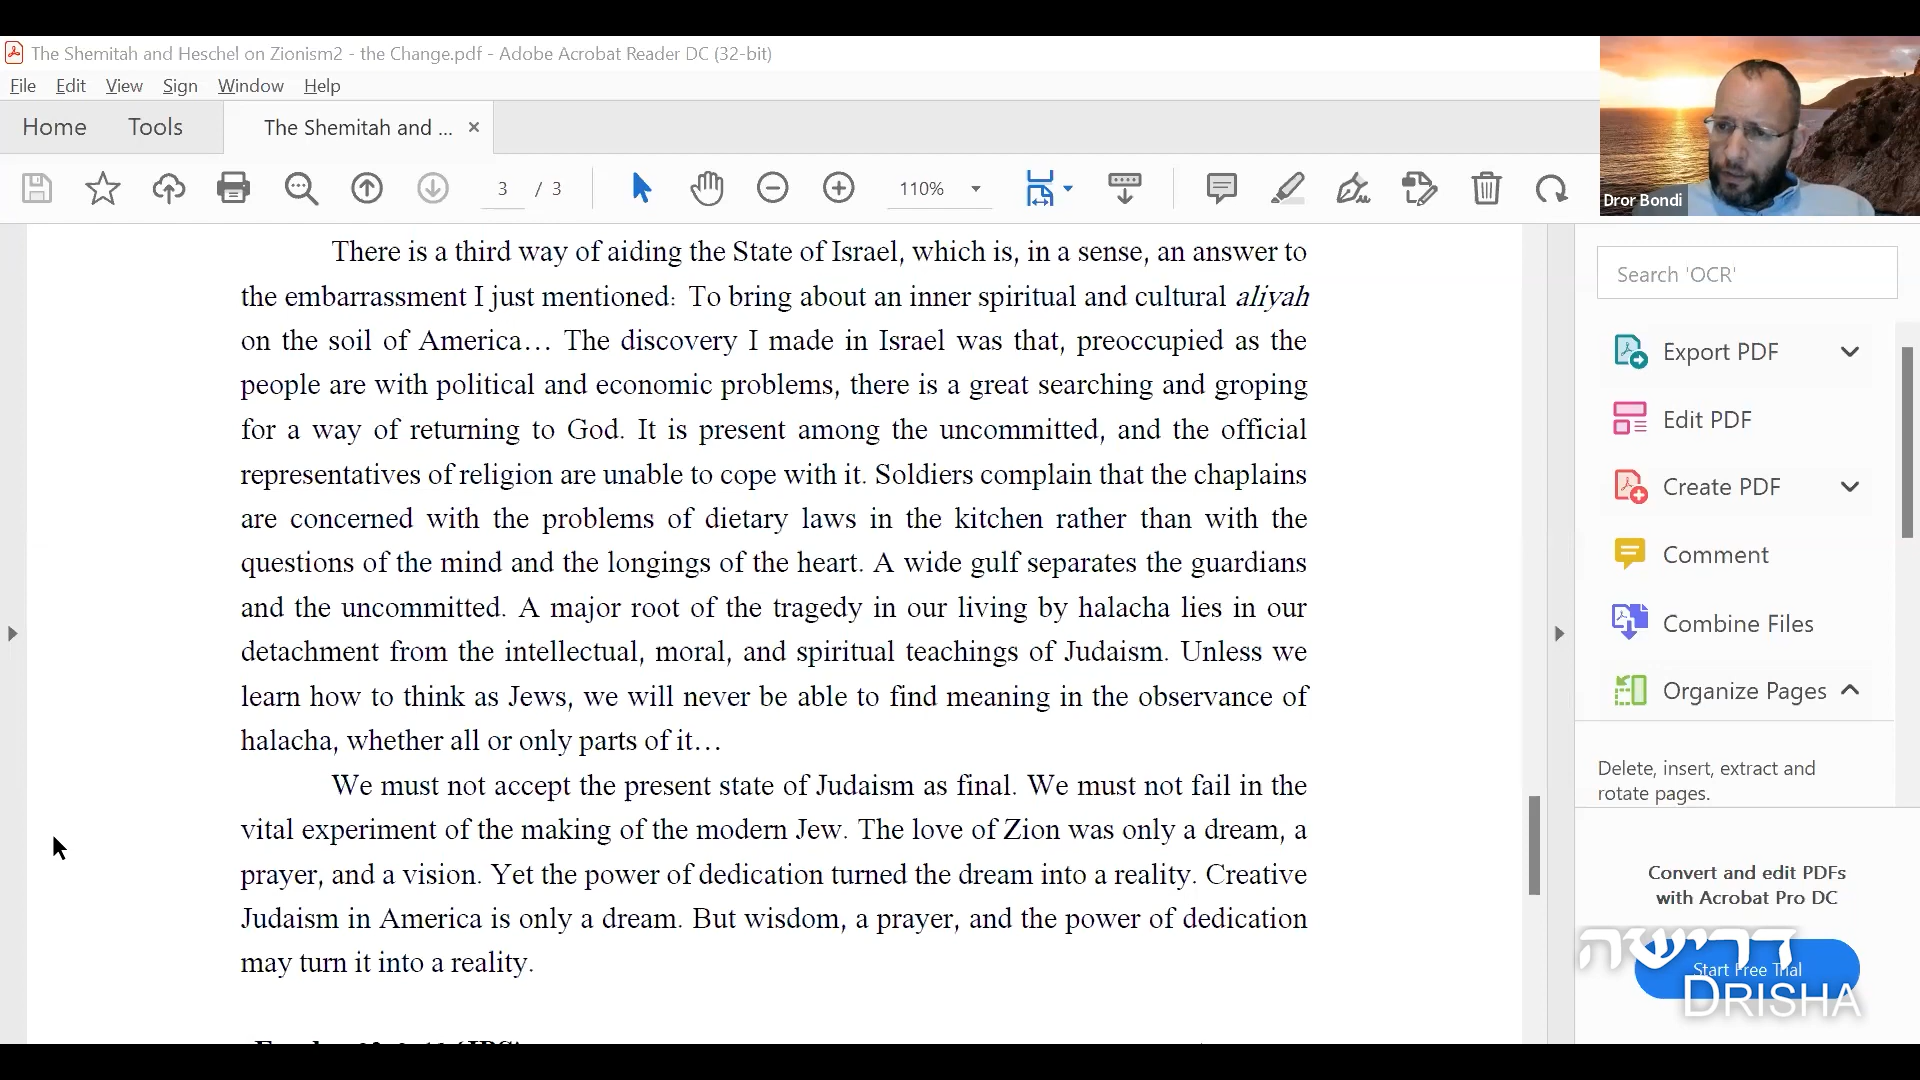 The Shemitah and Heschel on Zionism2 - the Change.pdf - Adobe Acrobat Reader DC (32-bit)
File Edit View Sign Window Help
Home Tools The Shemitah and ... ×
3 / 3 110%
Dror Bondi
There is a third way of aiding the State of Israel, which is, in a sense, an answer to
the embarrassment I just mentioned: To bring about an inner spiritual and cultural aliyah
on the soil of America… The discovery I made in Israel was that, preoccupied as the
people are with political and economic problems, there is a great searching and groping
for a way of returning to God. It is present among the uncommitted, and the official
representatives of religion are unable to cope with it. Soldiers complain that the chaplains
are concerned with the problems of dietary laws in the kitchen rather than with the
questions of the mind and the longings of the heart. A wide gulf separates the guardians
and the uncommitted. A major root of the tragedy in our living by halacha lies in our
detachment from the intellectual, moral, and spiritual teachings of Judaism. Unless we
learn how to think as Jews, we will never be able to find meaning in the observance of
halacha, whether all or only parts of it…
We must not accept the present state of Judaism as final. We must not fail in the
vital experiment of the making of the modern Jew. The love of Zion was only a dream, a
prayer, and a vision. Yet the power of dedication turned the dream into a reality. Creative
Judaism in America is only a dream. But wisdom, a prayer, and the power of dedication
may turn it into a reality.
Search 'OCR'
Export PDF
Edit PDF
Create PDF
Comment
Combine Files
Organize Pages
Delete, insert, extract and
rotate pages.
Convert and edit PDFs
with Acrobat Pro DC
Start Free Trial
דרישה
DRISHA